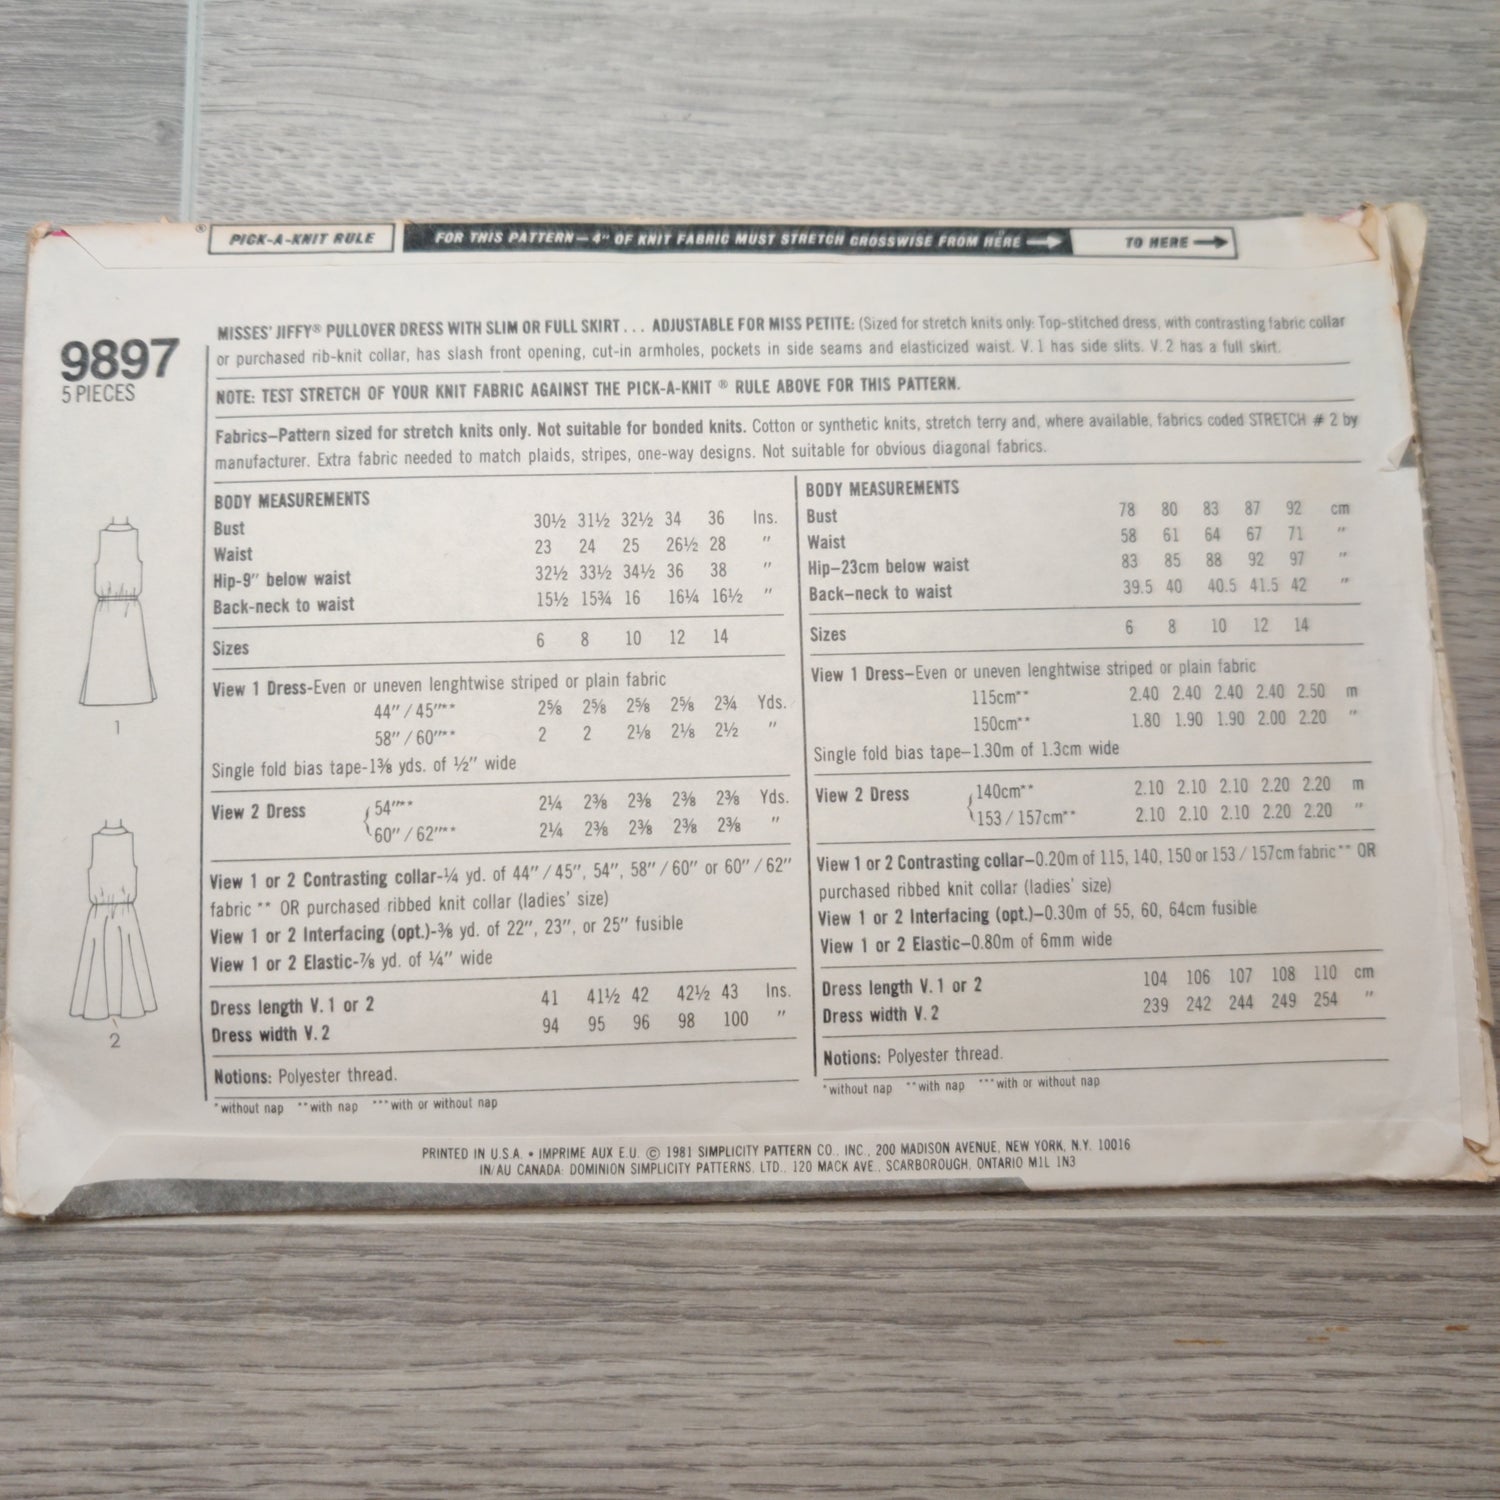 ® PICK-A-KNIT RULE FOR THIS PATTERN—4" OF KNIT FABRIC MUST STRETCH CROSSWISE FROM HERE → TO HERE →
9897
5 PIECES
MISSES' JIFFY® PULLOVER DRESS WITH SLIM OR FULL SKIRT... ADJUSTABLE FOR MISS PETITE: (Sized for stretch knits only: Top-stitched dress, with contrasting fabric collar
or purchased rib-knit collar, has slash front opening, cut-in armholes, pockets in side seams and elasticized waist. V. 1 has side slits. V. 2 has a full skirt.
NOTE: TEST STRETCH OF YOUR KNIT FABRIC AGAINST THE PICK-A-KNIT ® RULE ABOVE FOR THIS PATTERN.
Fabrics—Pattern sized for stretch knits only. Not suitable for bonded knits. Cotton or synthetic knits, stretch terry and, where available, fabrics coded STRETCH # 2 by
manufacturer. Extra fabric needed to match plaids, stripes, one-way designs. Not suitable for obvious diagonal fabrics.
BODY MEASUREMENTS
Bust 30½ 31½ 32½ 34 36 Ins.
Waist 23 24 25 26½ 28 "
Hip-9" below waist 32½ 33½ 34½ 36 38 "
Back-neck to waist 15½ 15¾ 16 16¼ 16½ "
Sizes 6 8 10 12 14
View 1 Dress-Even or uneven lenghtwise striped or plain fabric
44"/45"** 2⅝ 2⅝ 2⅝ 2⅝ 2¾ Yds.
58"/60"** 2 2 2⅛ 2⅛ 2½ "
Single fold bias tape-1⅜ yds. of ½" wide
View 2 Dress { 54"** 2¼ 2⅜ 2⅜ 2⅜ 2⅜ Yds.
60"/62"** 2¼ 2⅜ 2⅜ 2⅜ 2⅜ "
View 1 or 2 Contrasting collar-¼ yd. of 44"/45", 54", 58"/60" or 60"/62"
fabric ** OR purchased ribbed knit collar (ladies' size)
View 1 or 2 Interfacing (opt.)-⅜ yd. of 22", 23", or 25" fusible
View 1 or 2 Elastic-⅞ yd. of ¼" wide
Dress length V. 1 or 2 41 41½ 42 42½ 43 Ins.
Dress width V. 2 94 95 96 98 100 "
Notions: Polyester thread.
*without nap **with nap ***with or without nap
BODY MEASUREMENTS
Bust 78 80 83 87 92 cm
Waist 58 61 64 67 71 "
Hip—23cm below waist 83 85 88 92 97 "
Back—neck to waist 39.5 40 40.5 41.5 42 "
Sizes 6 8 10 12 14
View 1 Dress—Even or uneven lenghtwise striped or plain fabric
115cm** 2.40 2.40 2.40 2.40 2.50 m
150cm** 1.80 1.90 1.90 2.00 2.20 "
Single fold bias tape—1.30m of 1.3cm wide
View 2 Dress { 140cm** 2.10 2.10 2.10 2.20 2.20 m
153/157cm** 2.10 2.10 2.10 2.20 2.20 "
View 1 or 2 Contrasting collar—0.20m of 115, 140, 150 or 153/157cm fabric** OR
purchased ribbed knit collar (ladies' size)
View 1 or 2 Interfacing (opt.)—0.30m of 55, 60, 64cm fusible
View 1 or 2 Elastic—0.80m of 6mm wide
Dress length V. 1 or 2 104 106 107 108 110 cm
Dress width V. 2 239 242 244 249 254 "
Notions: Polyester thread.
*without nap **with nap ***with or without nap
1
2
PRINTED IN U.S.A. • IMPRIME AUX E.U. © 1981 SIMPLICITY PATTERN CO., INC., 200 MADISON AVENUE, NEW YORK, N.Y. 10016
IN/AU CANADA: DOMINION SIMPLICITY PATTERNS, LTD., 120 MACK AVE., SCARBOROUGH, ONTARIO M1L 1N3